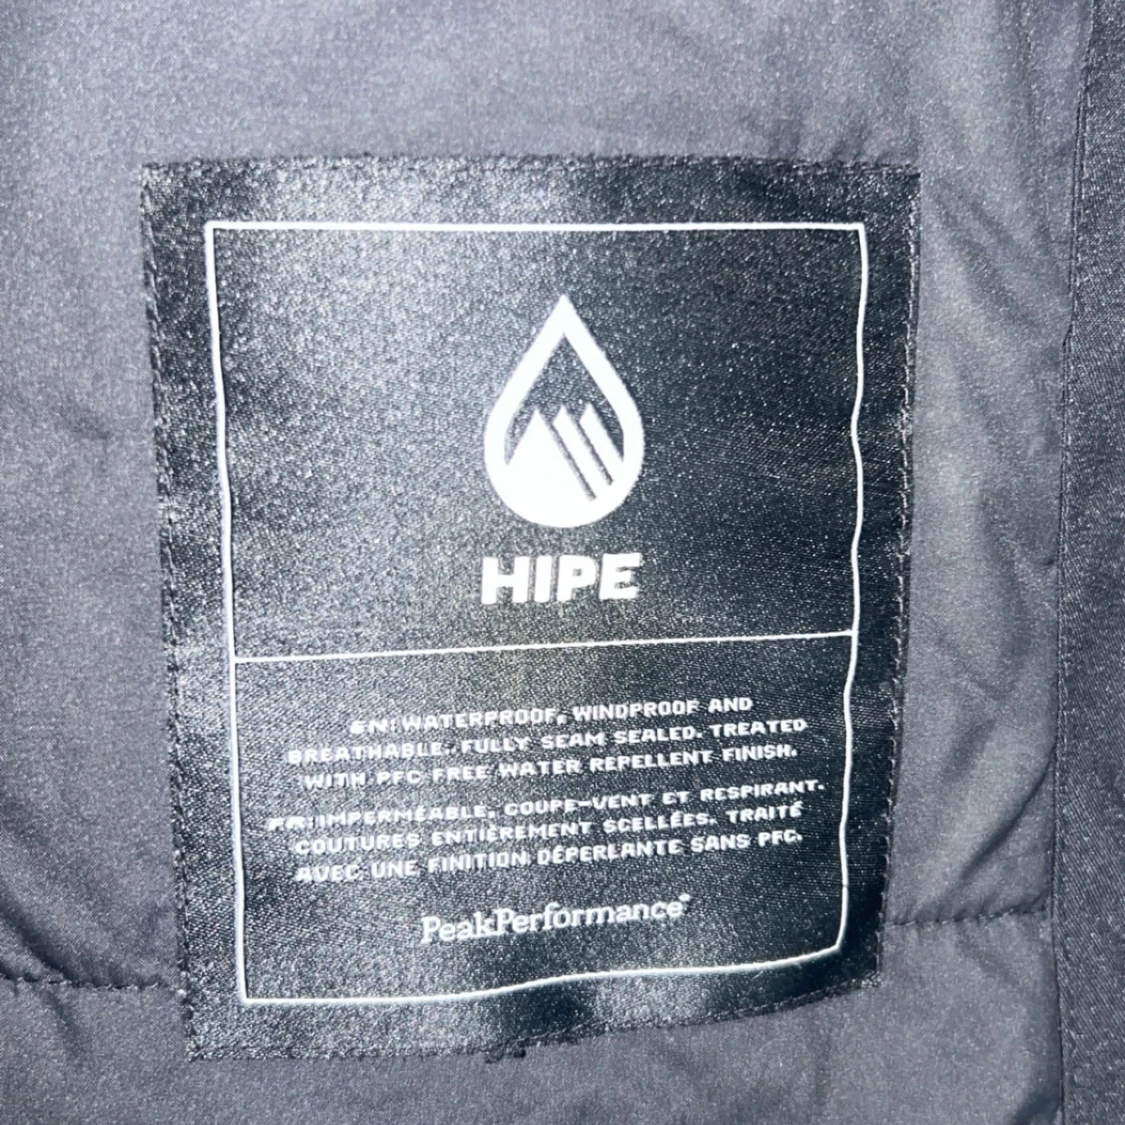 HIPE
EN: WATERPROOF, WINDPROOF AND
BREATHABLE. FULLY SEAM SEALED. TREATED
WITH PFC FREE WATER REPELLENT FINISH.
FR: IMPERMÉABLE, COUPE-VENT ET RESPIRANT.
COUTURES ENTIÈREMENT SCELLÉES. TRAITÉ
AVEC UNE FINITION DÉPERLANTE SANS PFC.
PeakPerformance®